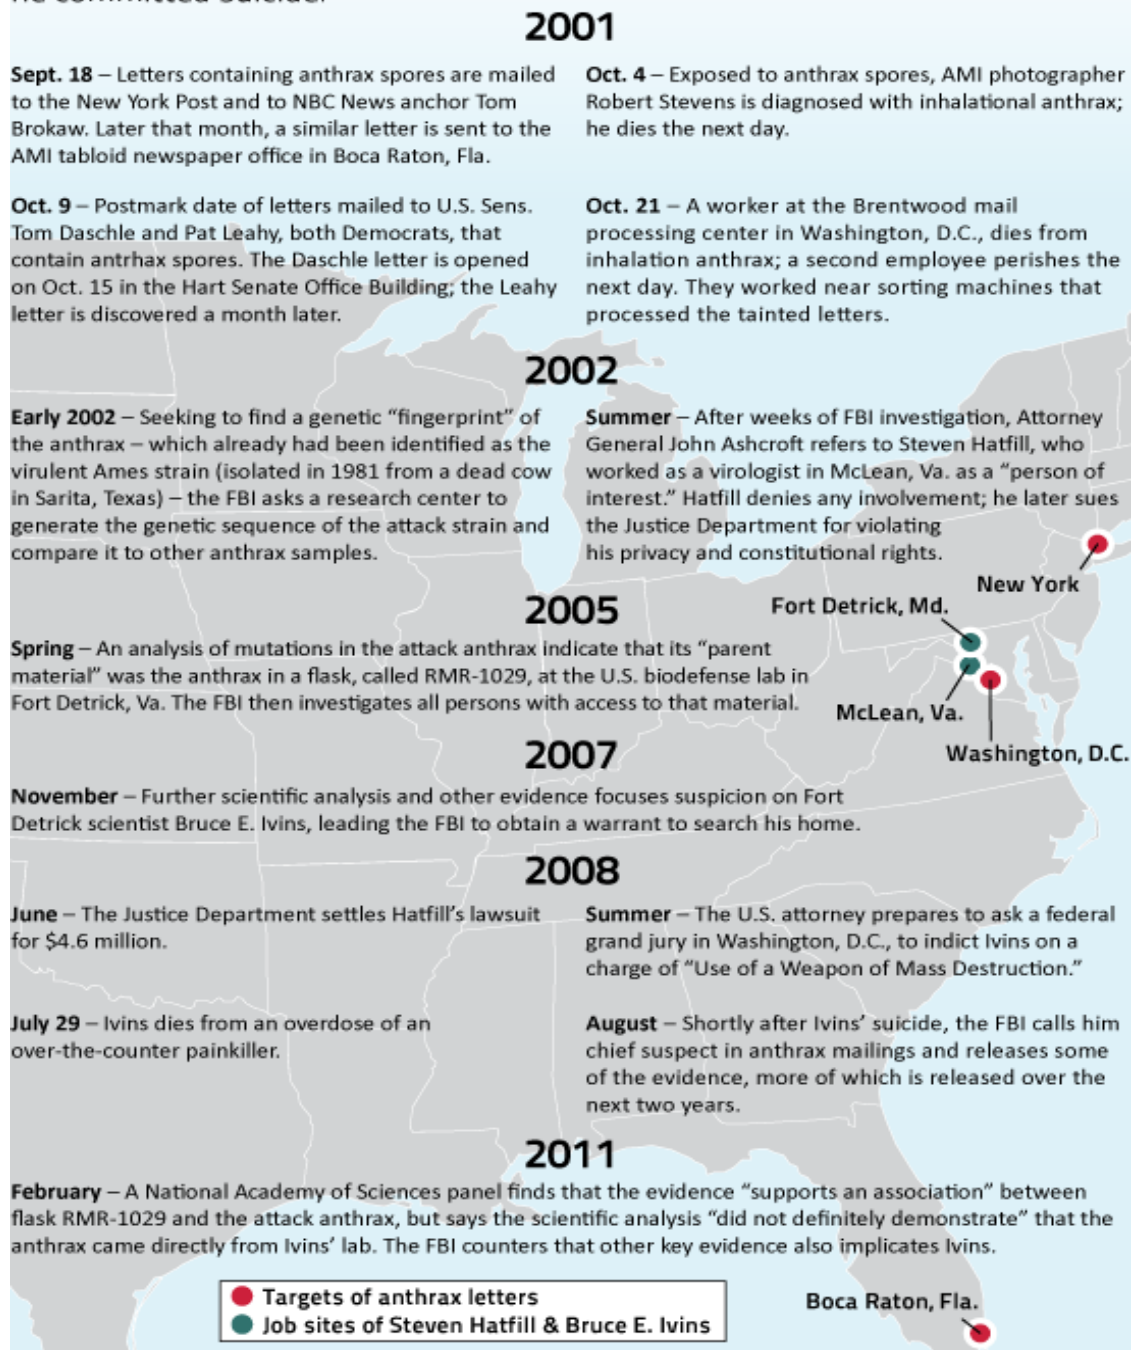 he committed suicide.
2001
Sept. 18 – Letters containing anthrax spores are mailed
to the New York Post and to NBC News anchor Tom
Brokaw. Later that month, a similar letter is sent to the
AMI tabloid newspaper office in Boca Raton, Fla.
Oct. 4 – Exposed to anthrax spores, AMI photographer
Robert Stevens is diagnosed with inhalational anthrax;
he dies the next day.
Oct. 9 – Postmark date of letters mailed to U.S. Sens.
Tom Daschle and Pat Leahy, both Democrats, that
contain antrhax spores. The Daschle letter is opened
on Oct. 15 in the Hart Senate Office Building; the Leahy
letter is discovered a month later.
Oct. 21 – A worker at the Brentwood mail
processing center in Washington, D.C., dies from
inhalation anthrax; a second employee perishes the
next day. They worked near sorting machines that
processed the tainted letters.
2002
Early 2002 – Seeking to find a genetic “fingerprint” of
the anthrax – which already had been identified as the
virulent Ames strain (isolated in 1981 from a dead cow
in Sarita, Texas) – the FBI asks a research center to
generate the genetic sequence of the attack strain and
compare it to other anthrax samples.
Summer – After weeks of FBI investigation, Attorney
General John Ashcroft refers to Steven Hatfill, who
worked as a virologist in McLean, Va. as a “person of
interest.” Hatfill denies any involvement; he later sues
the Justice Department for violating
his privacy and constitutional rights.
New York
Fort Detrick, Md.
McLean, Va.
Washington, D.C.
2005
Spring – An analysis of mutations in the attack anthrax indicate that its “parent
material” was the anthrax in a flask, called RMR-1029, at the U.S. biodefense lab in
Fort Detrick, Va. The FBI then investigates all persons with access to that material.
2007
November – Further scientific analysis and other evidence focuses suspicion on Fort
Detrick scientist Bruce E. Ivins, leading the FBI to obtain a warrant to search his home.
2008
June – The Justice Department settles Hatfill’s lawsuit
for $4.6 million.
Summer – The U.S. attorney prepares to ask a federal
grand jury in Washington, D.C., to indict Ivins on a
charge of “Use of a Weapon of Mass Destruction.”
July 29 – Ivins dies from an overdose of an
over-the-counter painkiller.
August – Shortly after Ivins’ suicide, the FBI calls him
chief suspect in anthrax mailings and releases some
of the evidence, more of which is released over the
next two years.
2011
February – A National Academy of Sciences panel finds that the evidence “supports an association” between
flask RMR-1029 and the attack anthrax, but says the scientific analysis “did not definitely demonstrate” that the
anthrax came directly from Ivins’ lab. The FBI counters that other key evidence also implicates Ivins.
Targets of anthrax letters
Job sites of Steven Hatfill & Bruce E. Ivins
Boca Raton, Fla.